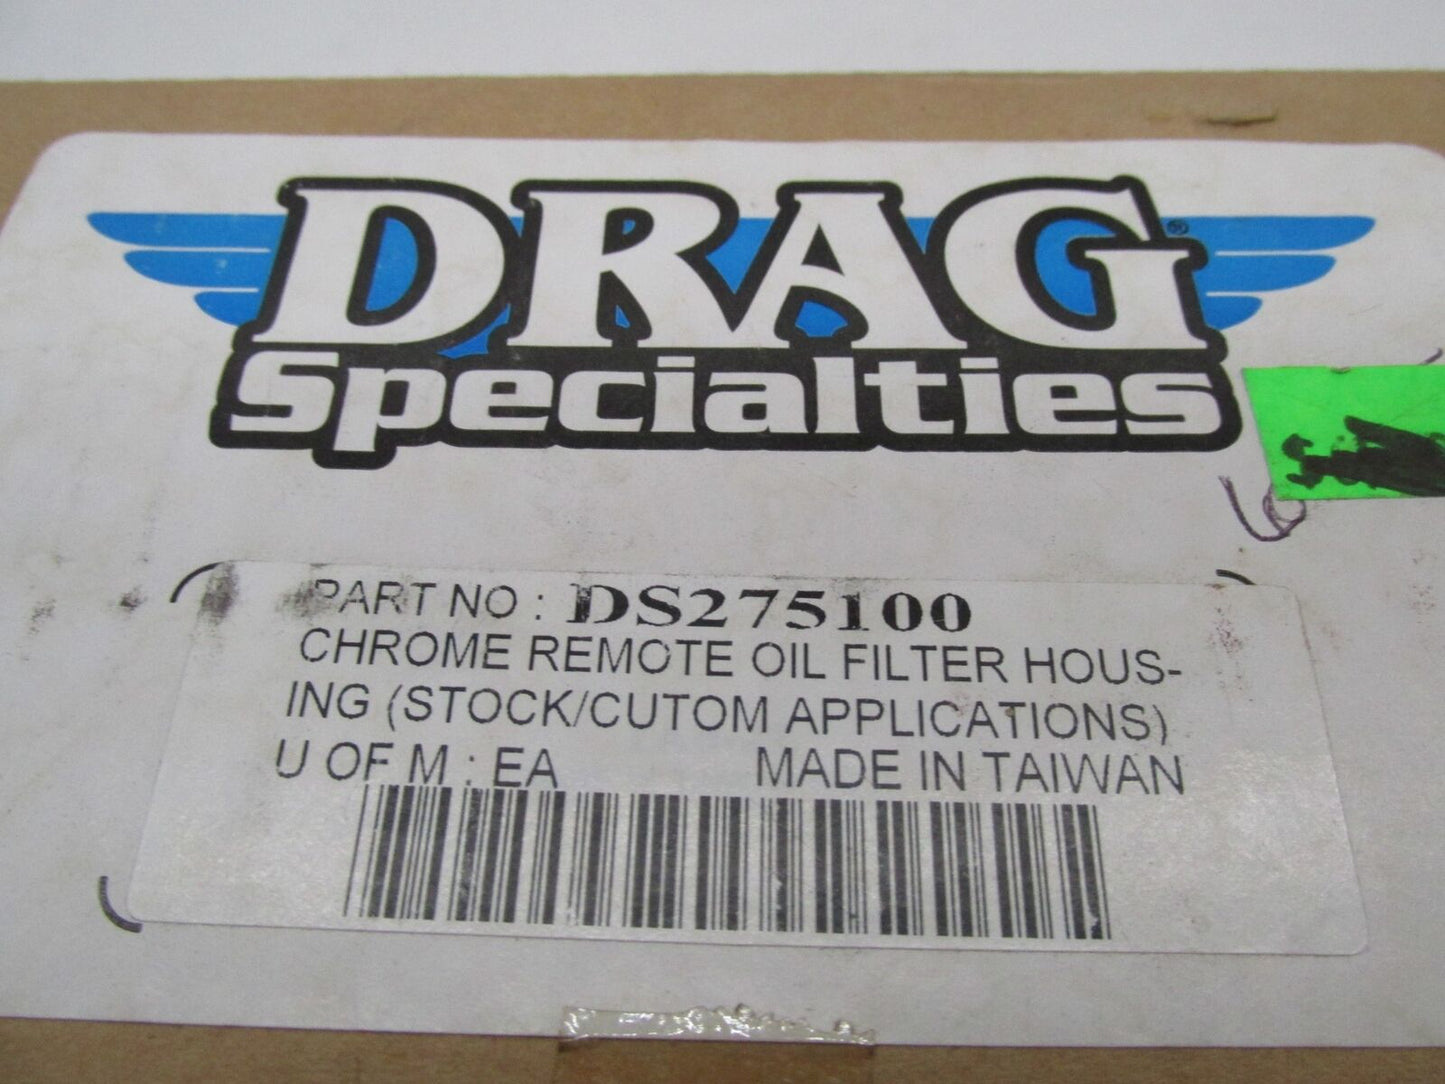 DRAG®
Specialties
PART NO : DS275100
CHROME REMOTE OIL FILTER HOUS-
ING (STOCK/CUTOM APPLICATIONS)
U OF M : EA MADE IN TAIWAN